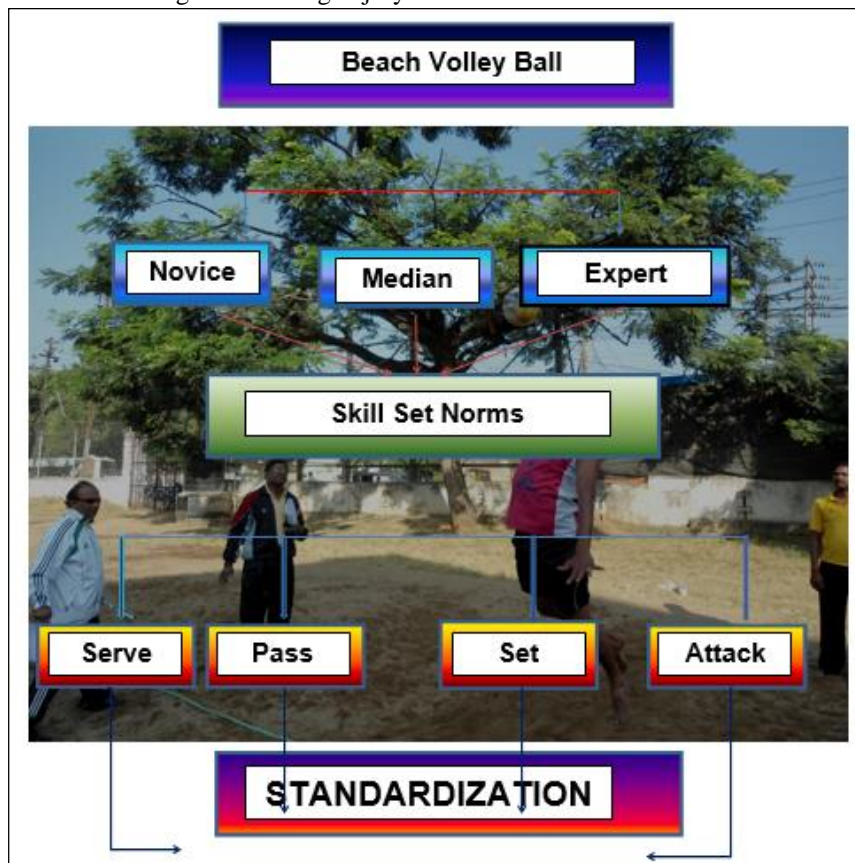 Beach Volley Ball
Novice
Median
Expert
Skill Set Norms
Serve
Pass
Set
Attack
STANDARDIZATION